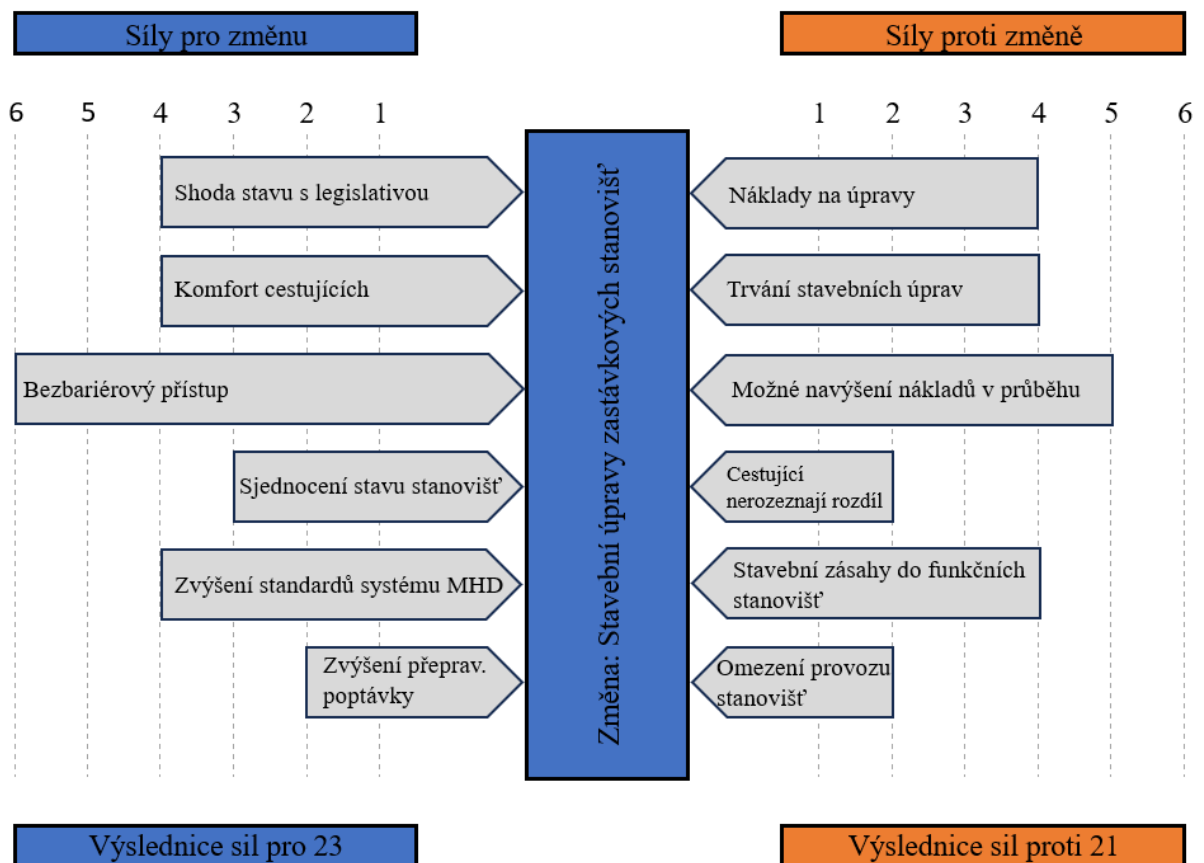 Síly pro změnu
Síly proti změně
6 5 4 3 2 1
1 2 3 4 5 6
Shoda stavu s legislativou
Komfort cestujících
Bezbariérový přístup
Sjednocení stavu stanovišť
Zvýšení standardů systému MHD
Zvýšení přeprav.
poptávky
Změna: Stavební úpravy zastávkových stanovišť
Náklady na úpravy
Trvání stavebních úprav
Možné navýšení nákladů v průběhu
Cestující
nerozeznají rozdíl
Stavební zásahy do funkčních
stanovišť
Omezení provozu
stanovišť
Výslednice sil pro 23
Výslednice sil proti 21